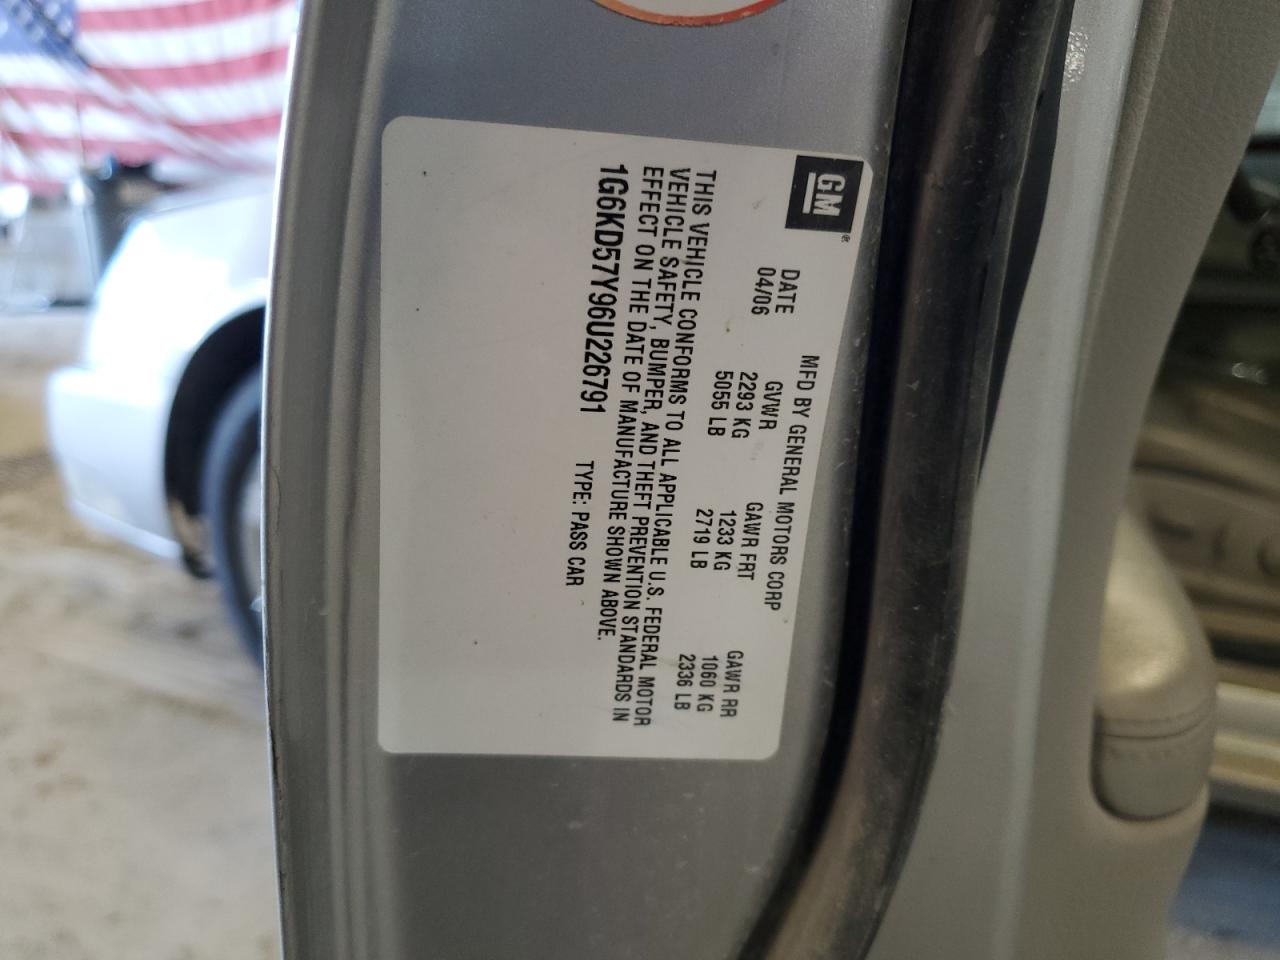 GM®
MFD BY GENERAL MOTORS CORP
DATE GVWR GAWR FRT GAWR RR
04/06 2293 KG 1233 KG 1060 KG
5055 LB 2719 LB 2336 LB
THIS VEHICLE CONFORMS TO ALL APPLICABLE U.S. FEDERAL MOTOR
VEHICLE SAFETY, BUMPER, AND THEFT PREVENTION STANDARDS IN
EFFECT ON THE DATE OF MANUFACTURE SHOWN ABOVE.
1G6KD57Y96U226791 TYPE: PASS CAR